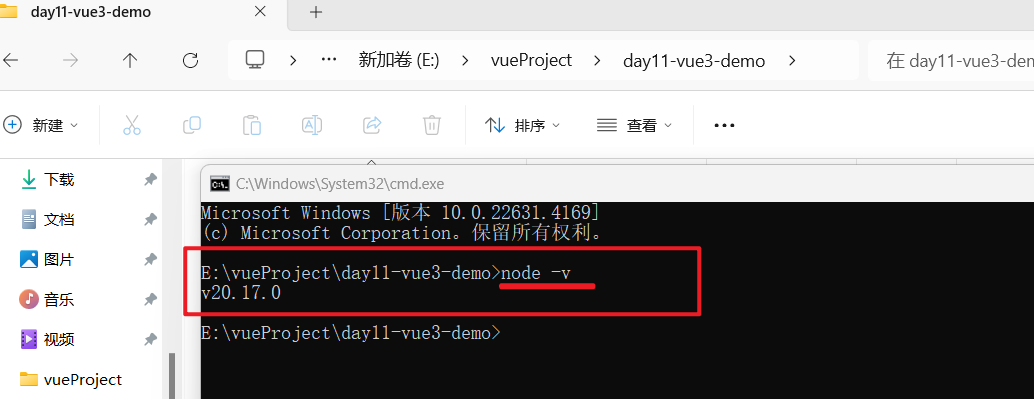 day11-vue3-demo
新加卷 (E:) vueProject day11-vue3-demo 在 day11-vue3-den
新建 排序 查看
下载
文档
图片
音乐
视频
vueProject
C:\Windows\System32\cmd.exe
Microsoft Windows [版本 10.0.22631.4169]
(c) Microsoft Corporation。保留所有权利。
E:\vueProject\day11-vue3-demo>node -v
v20.17.0
E:\vueProject\day11-vue3-demo>